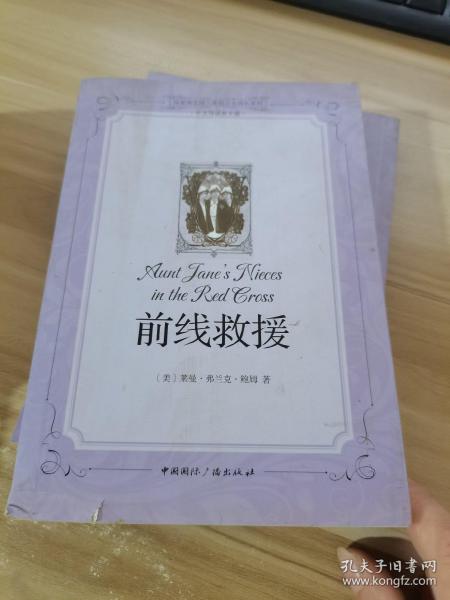 Aunt Jane's Nieces
in the Red Cross
前线救援
〔美〕莱曼·弗兰克·鲍姆 著
中国国际广播出版社
孔夫子旧书网
www.kongfz.com